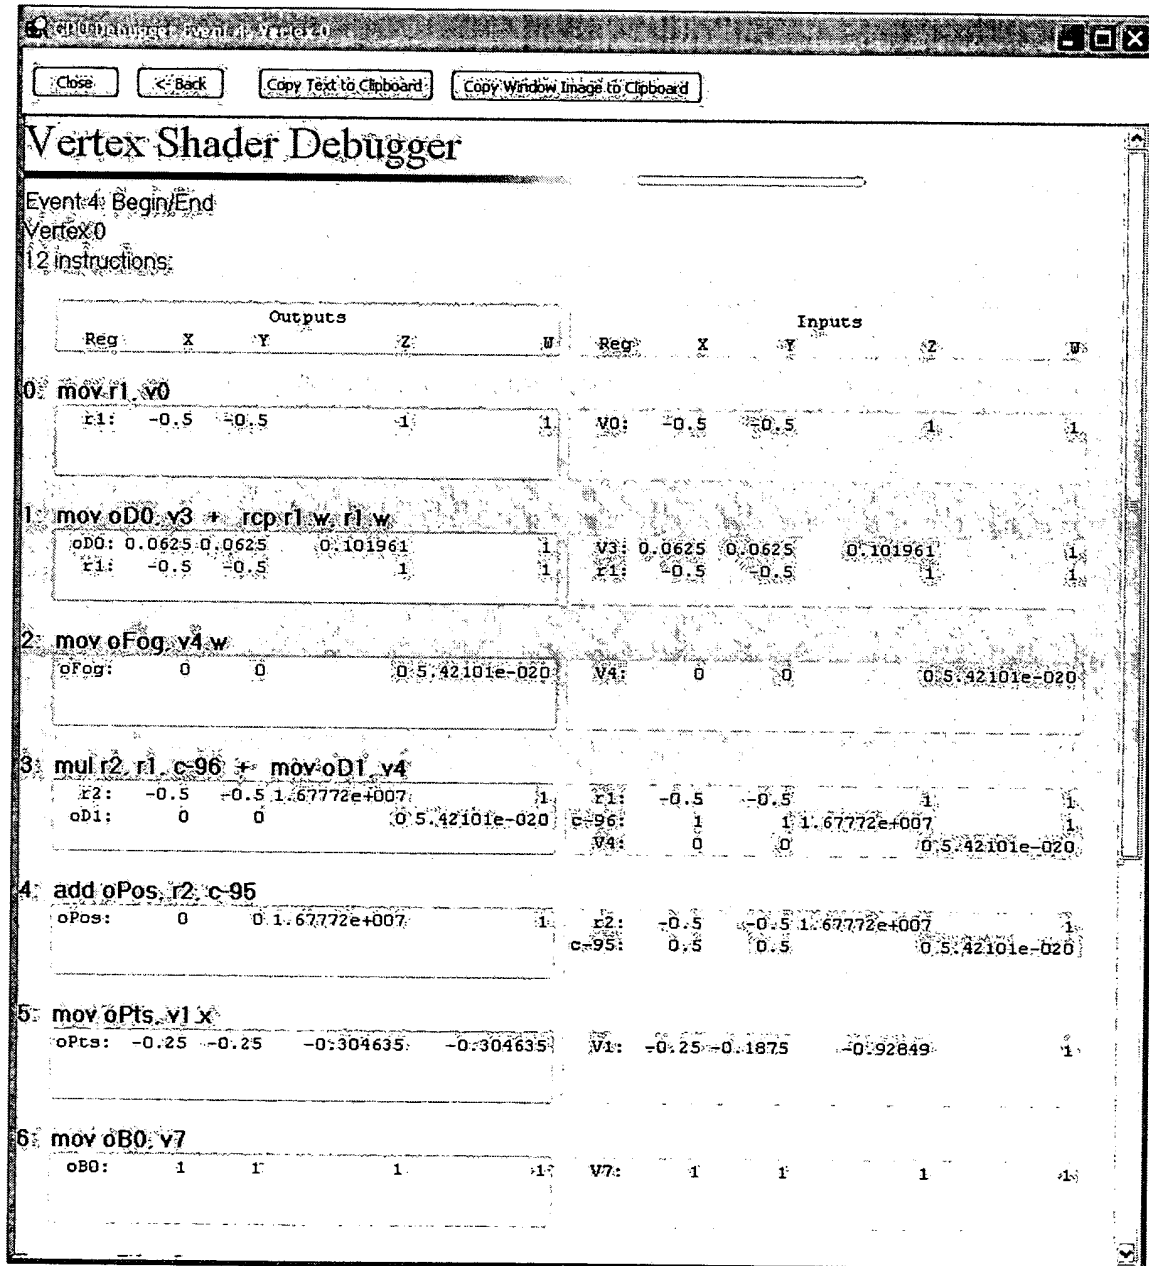 GPU Debugger: Event 4: Vertex 0
Close < Back Copy Text to Clipboard Copy Window Image to Clipboard
Vertex Shader Debugger
Event 4: Begin/End
Vertex 0
12 instructions:
Outputs Inputs
Reg X Y Z W Reg X Y Z W
0: mov r1, v0
r1: -0.5 -0.5 1 1 V0: -0.5 -0.5 1 1
1: mov oD0, v3 + rcp r1.w, r1.w
oD0: 0.0625 0.0625 0.101961 1 V3: 0.0625 0.0625 0.101961 1
r1: -0.5 -0.5 1 1 r1: -0.5 -0.5 1 1
2: mov oFog, v4.w
oFog: 0 0 0 5.42101e-020 V4: 0 0 0 5.42101e-020
3: mul r2, r1, c-96 + mov oD1, v4
r2: -0.5 -0.5 1.67772e+007 1 r1: -0.5 -0.5 1 1
oD1: 0 0 0 5.42101e-020 c-96: 1 1 1.67772e+007 1
V4: 0 0 0 5.42101e-020
4: add oPos, r2, c-95
oPos: 0 0 1.67772e+007 1 r2: -0.5 -0.5 1.67772e+007 1
c-95: 0.5 0.5 0 5.42101e-020
5: mov oPts, v1.x
oPts: -0.25 -0.25 -0.304635 -0.304635 V1: -0.25 -0.1875 -0.92849 1
6: mov oB0, v7
oB0: 1 1 1 1 V7: 1 1 1 1